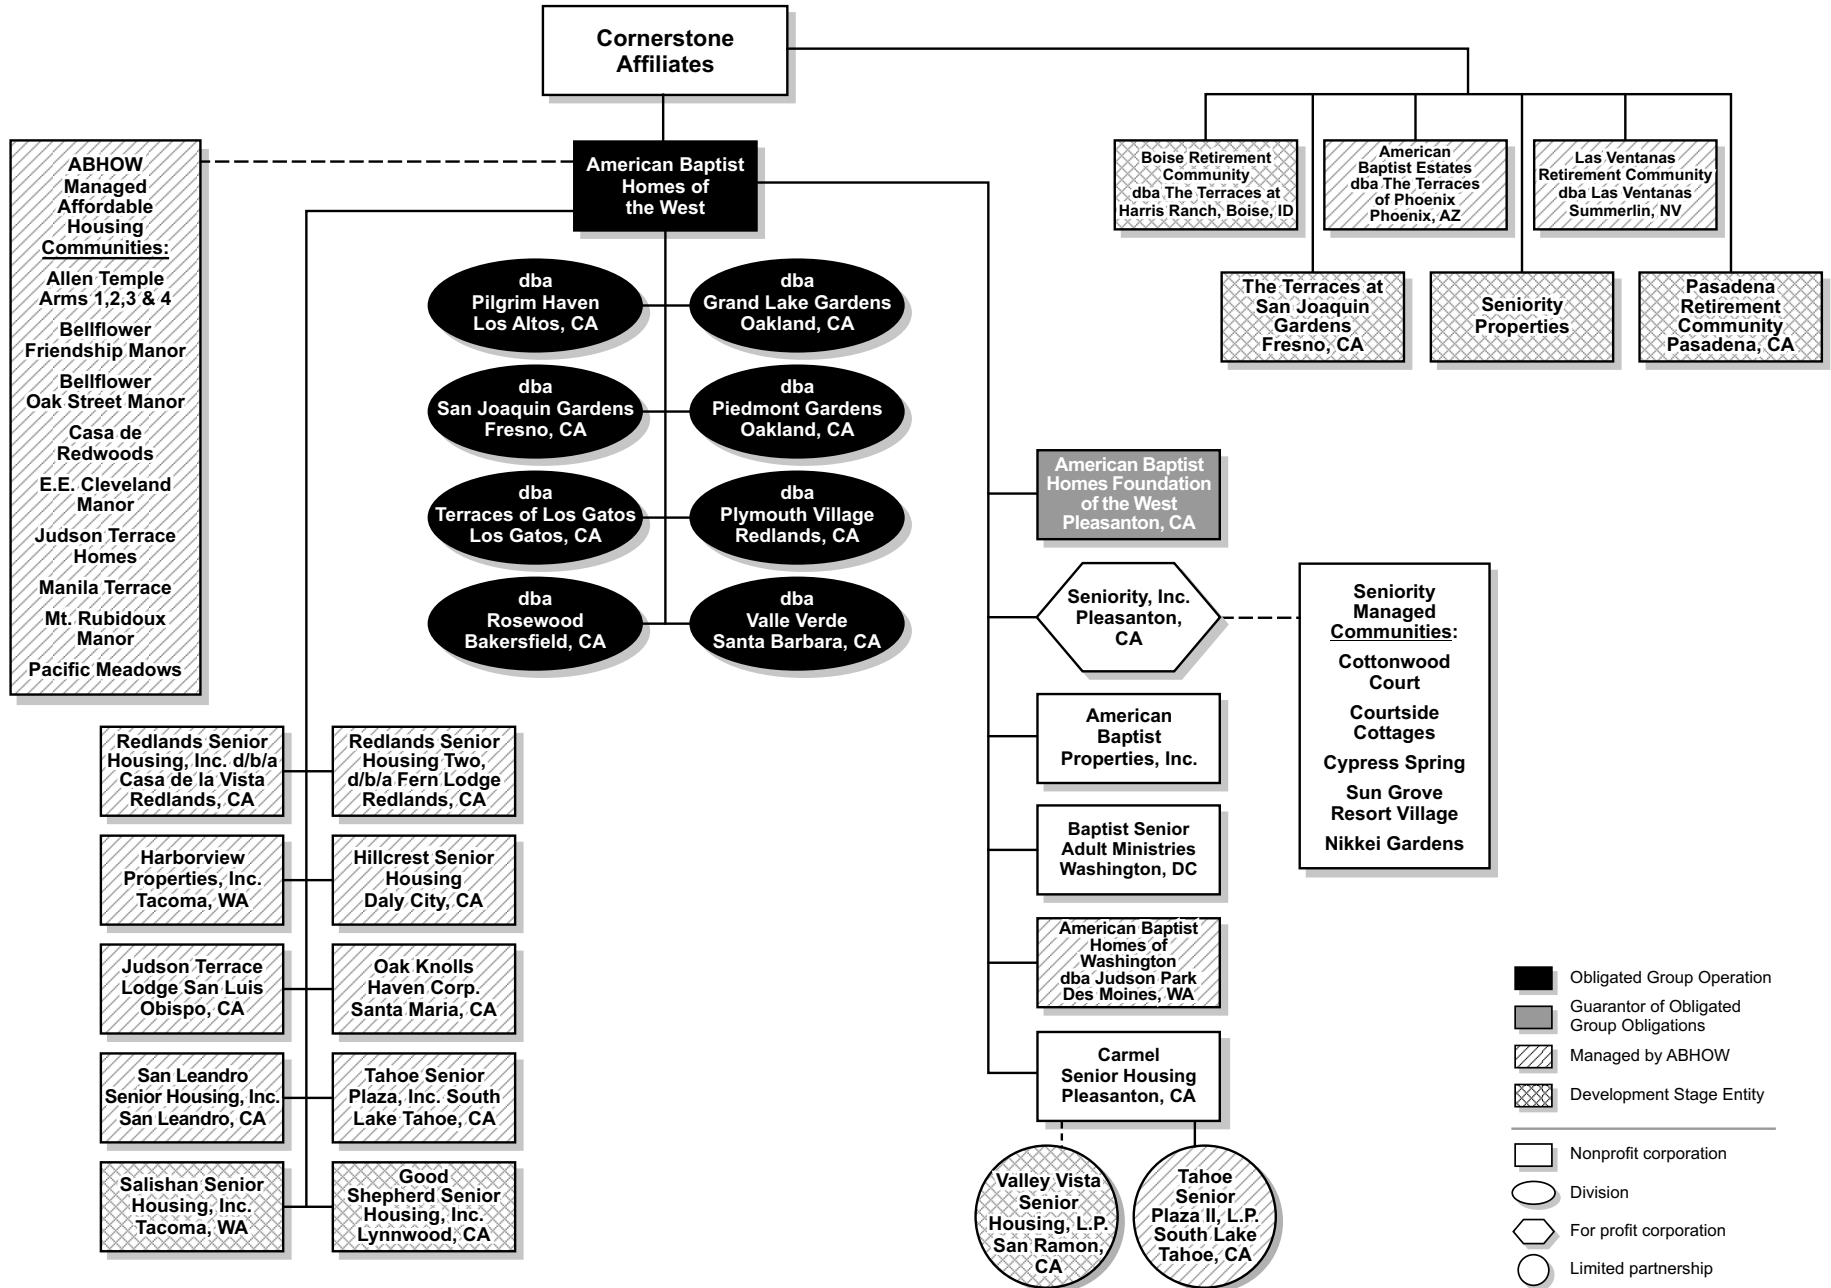 Cornerstone
Affiliates
ABHOW
Managed
Affordable
Housing
Communities:
Allen Temple
Arms 1,2,3 & 4
Bellflower
Friendship Manor
Bellflower
Oak Street Manor
Casa de
Redwoods
E.E. Cleveland
Manor
Judson Terrace
Homes
Manila Terrace
Mt. Rubidoux
Manor
Pacific Meadows
American Baptist
Homes of
the West
Boise Retirement
Community
dba The Terraces at
Harris Ranch, Boise, ID
American
Baptist Estates
dba The Terraces
of Phoenix
Phoenix, AZ
Las Ventanas
Retirement Community
dba Las Ventanas
Summerlin, NV
The Terraces at
San Joaquin
Gardens
Fresno, CA
Seniority
Properties
Pasadena
Retirement
Community
Pasadena, CA
dba
Pilgrim Haven
Los Altos, CA
dba
Grand Lake Gardens
Oakland, CA
dba
San Joaquin Gardens
Fresno, CA
dba
Piedmont Gardens
Oakland, CA
dba
Terraces of Los Gatos
Los Gatos, CA
dba
Plymouth Village
Redlands, CA
dba
Rosewood
Bakersfield, CA
dba
Valle Verde
Santa Barbara, CA
American Baptist
Homes Foundation
of the West
Pleasanton, CA
Seniority, Inc.
Pleasanton,
CA
Seniority
Managed
Communities:
Cottonwood
Court
Courtside
Cottages
Cypress Spring
Sun Grove
Resort Village
Nikkei Gardens
American
Baptist
Properties, Inc.
Baptist Senior
Adult Ministries
Washington, DC
American Baptist
Homes of
Washington
dba Judson Park
Des Moines, WA
Carmel
Senior Housing
Pleasanton, CA
Valley Vista
Senior
Housing, L.P.
San Ramon,
CA
Tahoe
Senior
Plaza II, L.P.
South Lake
Tahoe, CA
Redlands Senior
Housing, Inc. d/b/a
Casa de la Vista
Redlands, CA
Redlands Senior
Housing Two,
d/b/a Fern Lodge
Redlands, CA
Harborview
Properties, Inc.
Tacoma, WA
Hillcrest Senior
Housing
Daly City, CA
Judson Terrace
Lodge San Luis
Obispo, CA
Oak Knolls
Haven Corp.
Santa Maria, CA
San Leandro
Senior Housing, Inc.
San Leandro, CA
Tahoe Senior
Plaza, Inc. South
Lake Tahoe, CA
Salishan Senior
Housing, Inc.
Tacoma, WA
Good
Shepherd Senior
Housing, Inc.
Lynnwood, CA
Obligated Group Operation
Guarantor of Obligated
Group Obligations
Managed by ABHOW
Development Stage Entity
Nonprofit corporation
Division
For profit corporation
Limited partnership